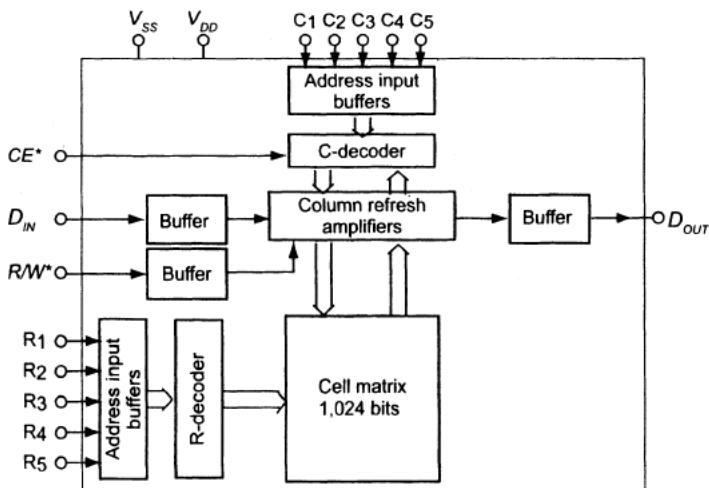 V_SS V_DD C1 C2 C3 C4 C5
Address input
buffers
CE*
C-decoder
D_IN
Buffer
Column refresh
amplifiers
Buffer
D_OUT
R/W*
Buffer
R1
R2
R3
R4
R5
Address input
buffers
R-decoder
Cell matrix
1,024 bits